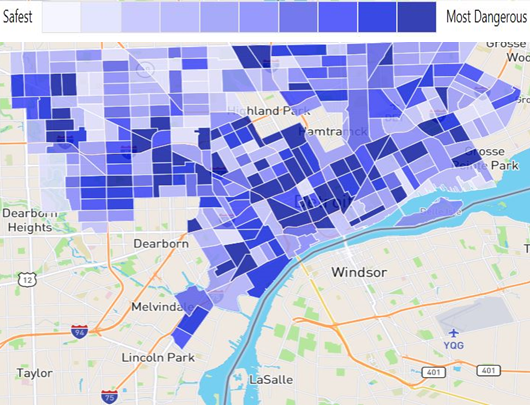 Safest
Most Dangerous
Grosse
Highland Park
Hamtramck
Grosse
Pointe Park
Dearborn
Heights
Dearborn
12
Windsor
Melvindale
94
YQG
Lincoln Park
Taylor
LaSalle
401
401
75